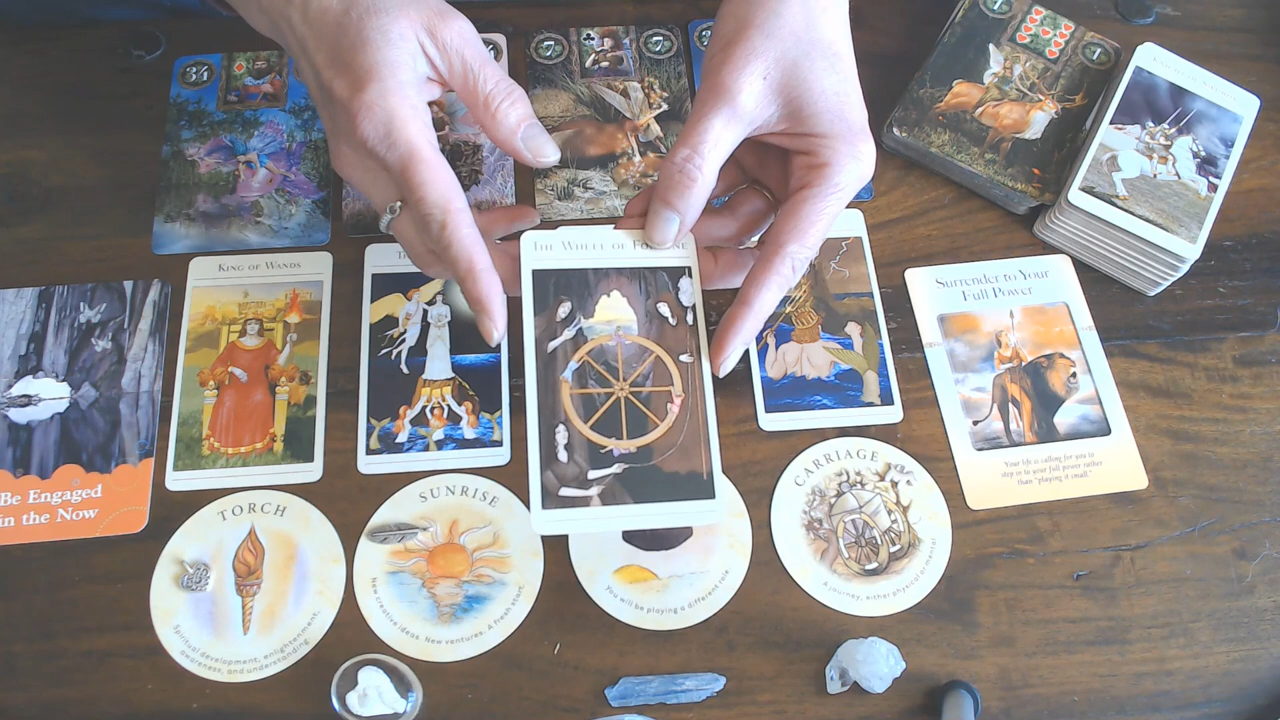 34
7
7
KNIGHT OF SWORDS
KING OF WANDS
THE WHEEL OF FORTUNE
Surrender to Your
Full Power
Your life is calling for you to
step in to your full power rather
than "playing it small."
Be Engaged
in the Now
TORCH
Spiritual development, enlightenment,
awareness, and understanding.
SUNRISE
New creative ideas. New ventures. A fresh start.
You will be playing a different role.
CARRIAGE
A journey, either physical or mental